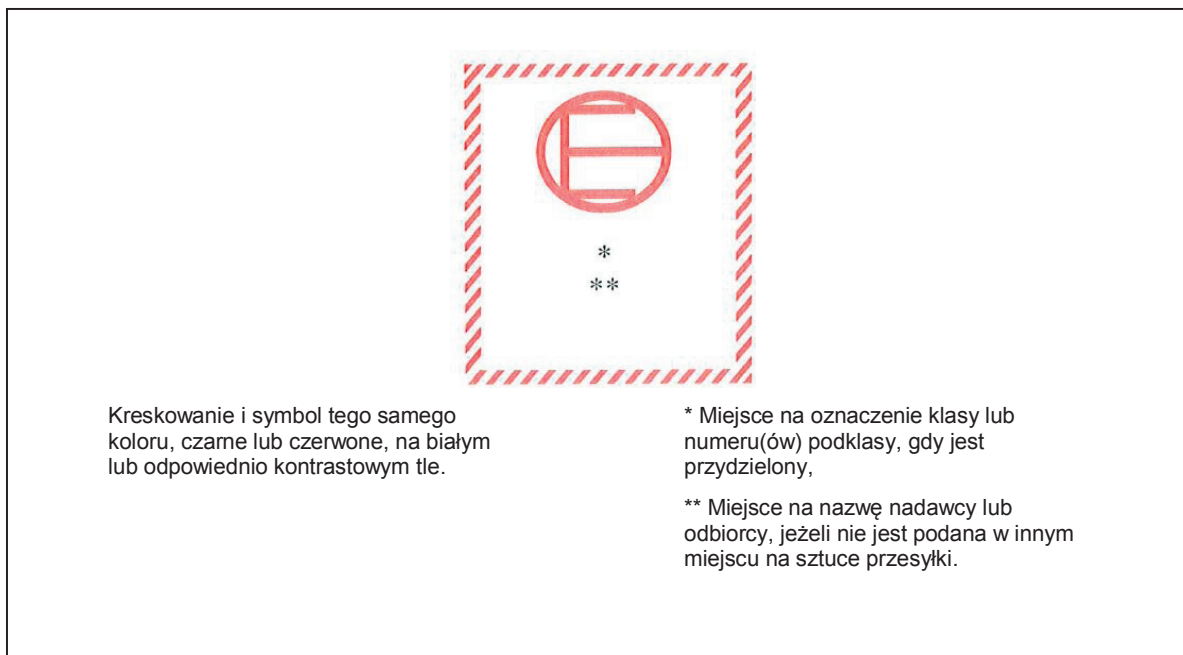 E
*
**
Kreskowanie i symbol tego samego
koloru, czarne lub czerwone, na białym
lub odpowiednio kontrastowym tle.
* Miejsce na oznaczenie klasy lub
numeru(ów) podklasy, gdy jest
przydzielony,
** Miejsce na nazwę nadawcy lub
odbiorcy, jeżeli nie jest podana w innym
miejscu na sztuce przesyłki.